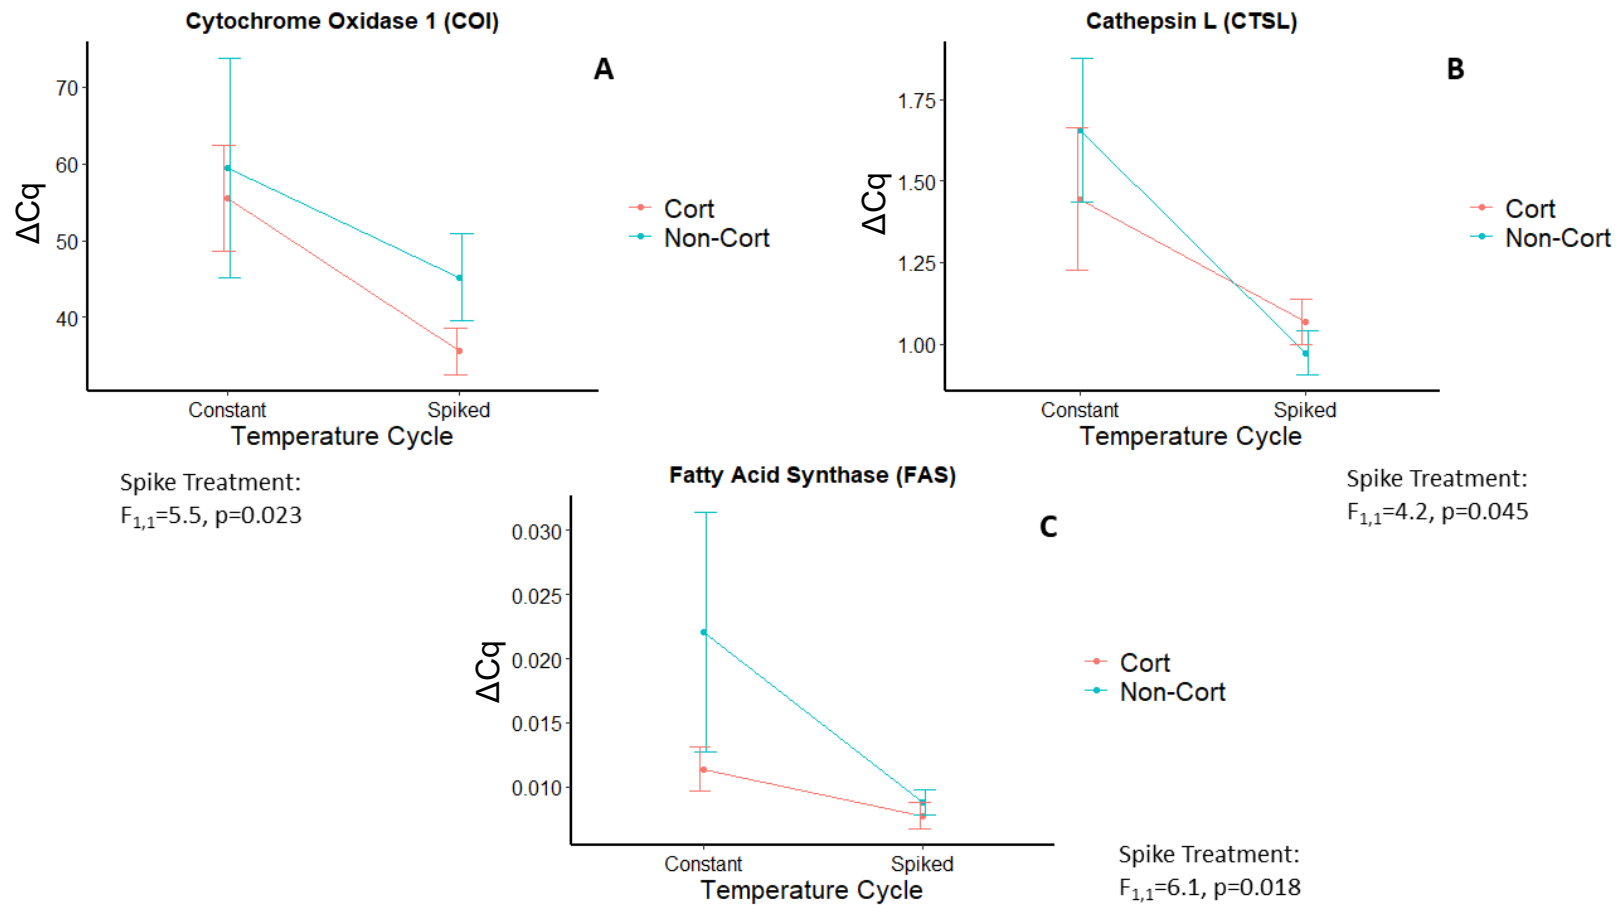 Cytochrome Oxidase 1 (COI)
A
70
60
50
40
ΔCq
Cort
Non-Cort
Constant
Spiked
Temperature Cycle
Spike Treatment:
F1,1=5.5, p=0.023
Cathepsin L (CTSL)
B
1.75
1.50
1.25
1.00
ΔCq
Cort
Non-Cort
Constant
Spiked
Temperature Cycle
Spike Treatment:
F1,1=4.2, p=0.045
Fatty Acid Synthase (FAS)
C
0.030
0.025
0.020
0.015
0.010
ΔCq
Cort
Non-Cort
Constant
Spiked
Temperature Cycle
Spike Treatment:
F1,1=6.1, p=0.018